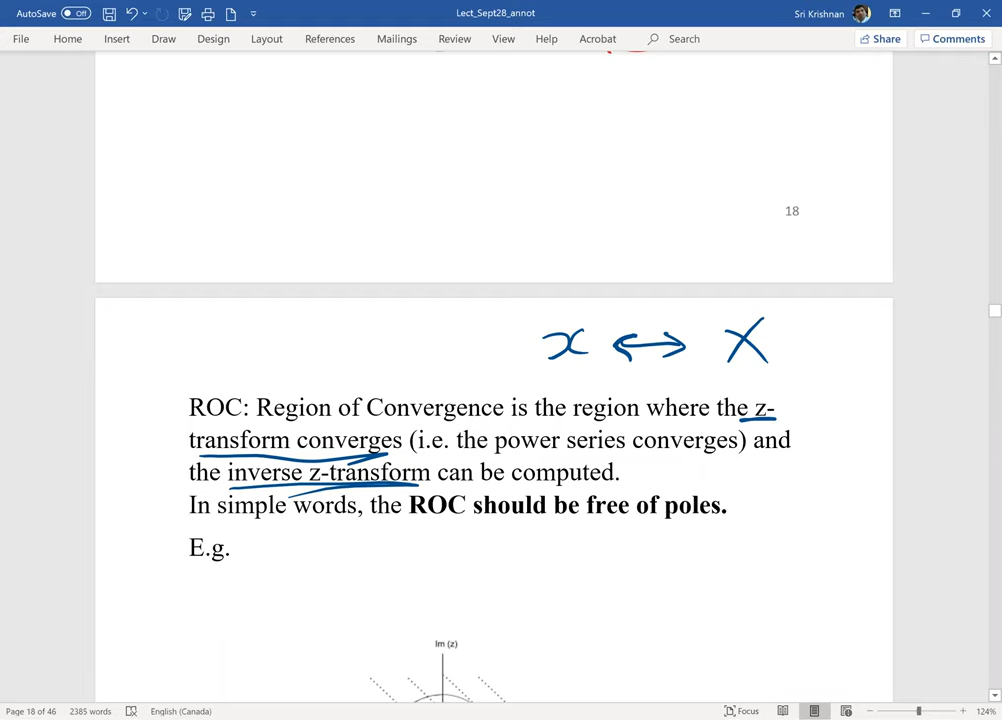 AutoSave Off Lect_Sept28_annot Sri Krishnan
File Home Insert Draw Design Layout References Mailings Review View Help Acrobat Search Share Comments
18
x ↔ X
ROC: Region of Convergence is the region where the z-
transform converges (i.e. the power series converges) and
the inverse z-transform can be computed.
In simple words, the ROC should be free of poles.
E.g.
Im (z)
Page 18 of 46 2385 words English (Canada) Focus 124%